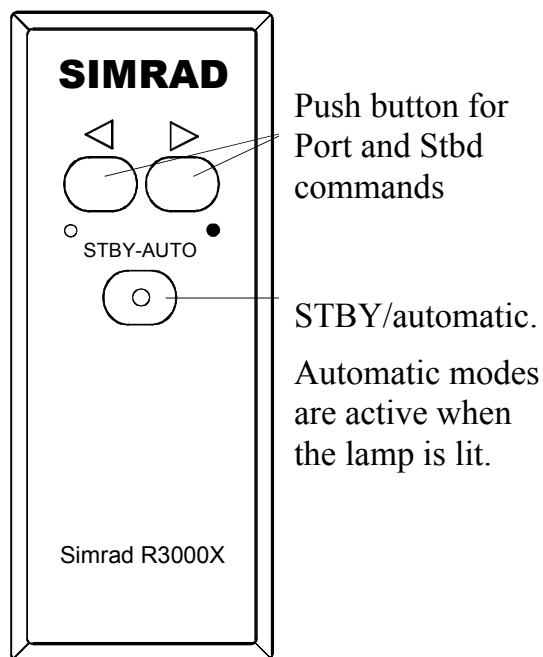 SIMRAD
Push button for
Port and Stbd
commands
STBY-AUTO
STBY/automatic.
Automatic modes
are active when
the lamp is lit.
Simrad R3000X